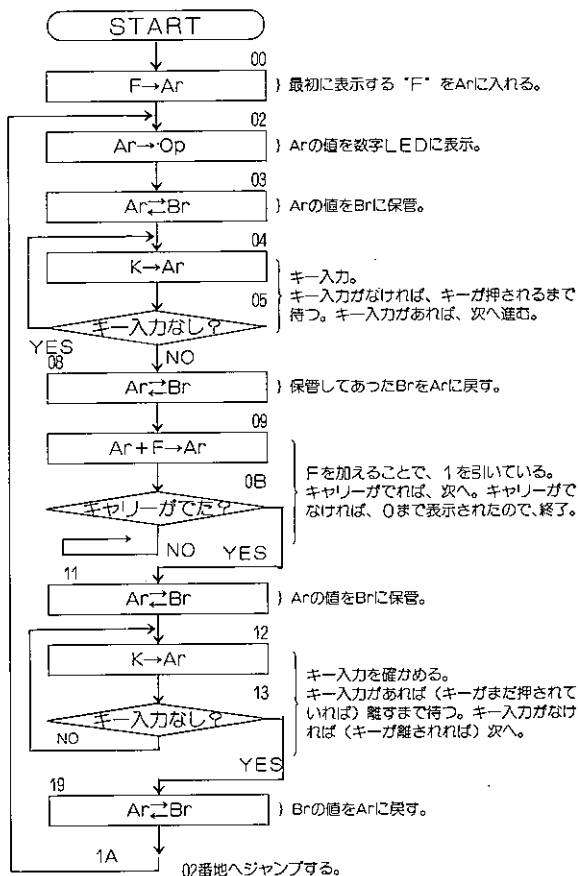 START
00
F→Ar
} 最初に表示する "F" をArに入れる。
02
Ar→Op
} Arの値を数字LEDに表示。
03
Ar⇄Br
} Arの値をBrに保管。
04
K→Ar
キー入力。
キー入力がなければ、キーが押されるまで
待つ。キー入力があれば、次へ進む。
05
キー入力なし?
YES
NO
08
Ar⇄Br
} 保管してあったBrをArに戻す。
09
Ar+F→Ar
Fを加えることで、1を引いている。
キャリーがでれば、次へ。キャリーがで
なければ、0まで表示されたので、終了。
0B
キャリーがでた?
NO
YES
11
Ar⇄Br
} Arの値をBrに保管。
12
K→Ar
キー入力を確かめる。
キー入力があれば(キーがまだ押されて
いれば)離すまで待つ。キー入力がなけ
れば(キーが離されれば)次へ。
13
キー入力なし?
NO
YES
19
Ar⇄Br
} Brの値をArに戻す。
1A
02番地へジャンプする。